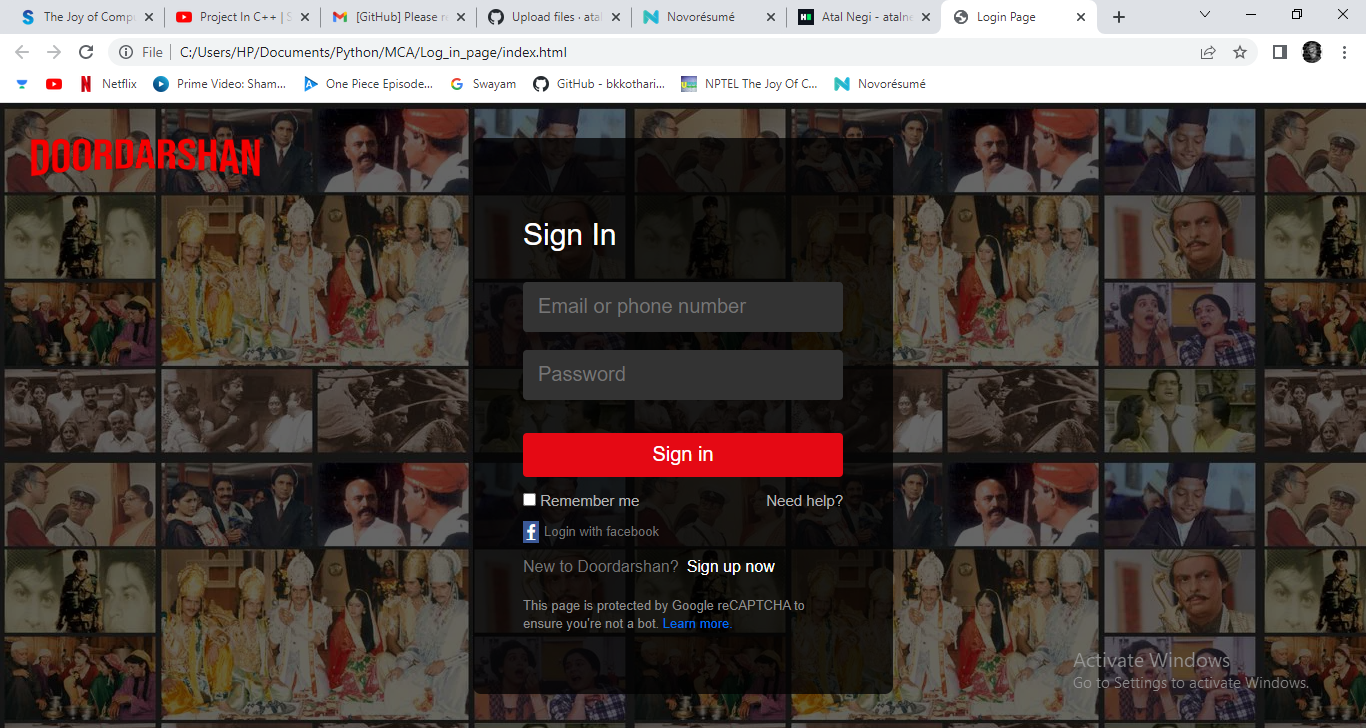 The Joy of Comp
Project In C++ | S
[GitHub] Please r
Upload files · ata
Novorésumé
Atal Negi - atalne
Login Page
File
C:/Users/HP/Documents/Python/MCA/Log_in_page/index.html
Netflix
Prime Video: Sham...
One Piece Episode...
Swayam
GitHub - bkkothari...
NPTEL The Joy Of C...
Novorésumé
DOORDARSHAN
Sign In
Email or phone number
Password
Sign in
Remember me
Need help?
Login with facebook
New to Doordarshan? Sign up now
This page is protected by Google reCAPTCHA to
ensure you're not a bot. Learn more.
Activate Windows
Go to Settings to activate Windows.